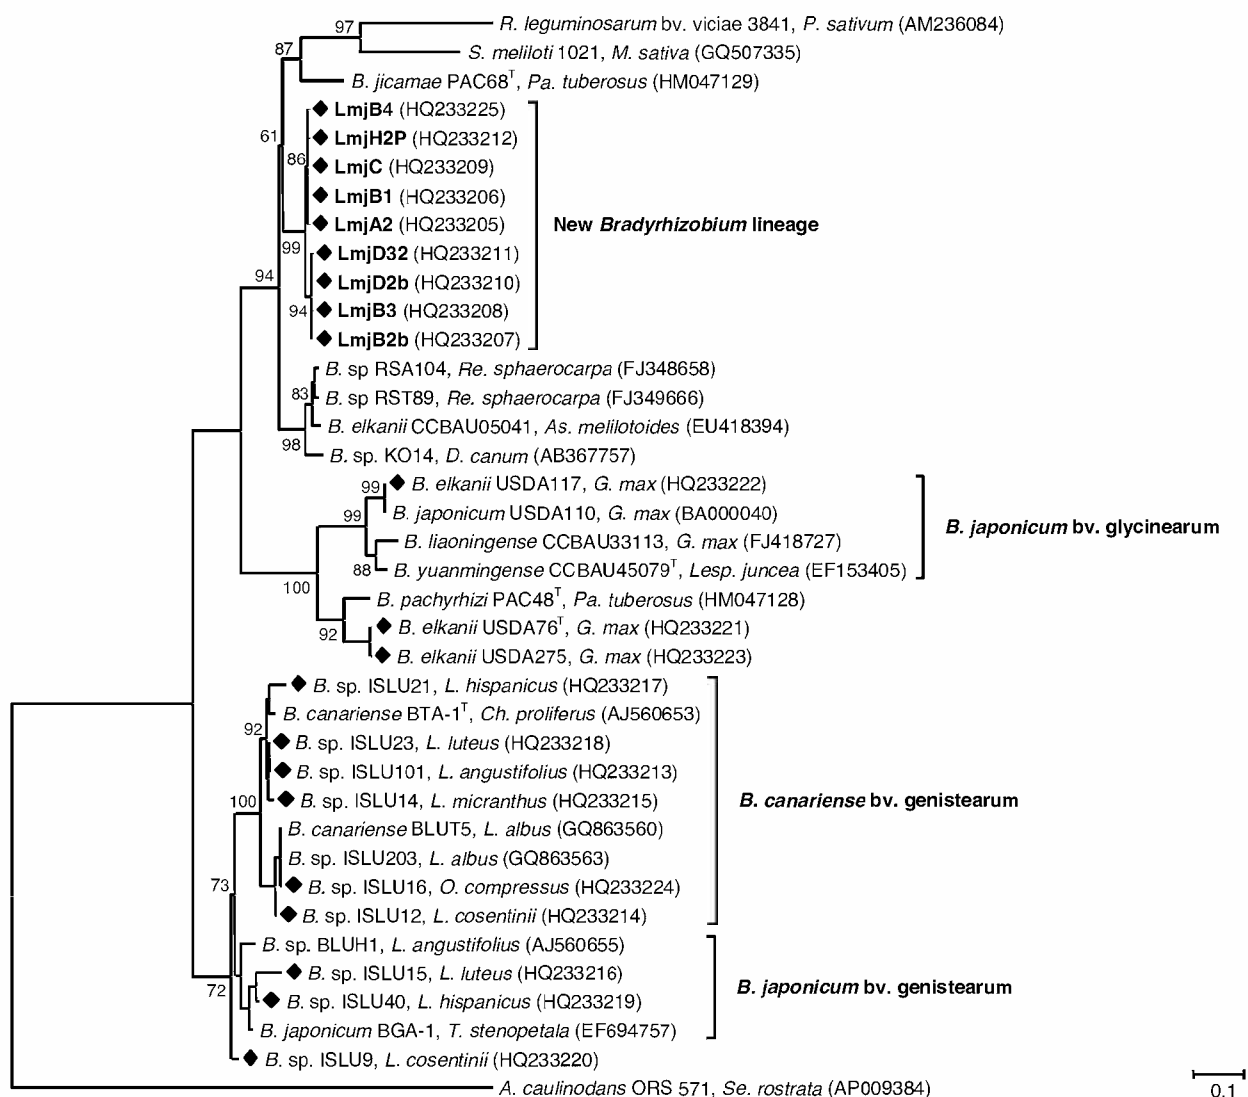 97
R. leguminosarum bv. viciae 3841, P. sativum (AM236084)
S. meliloti 1021, M. sativa (GQ507335)
87
B. jicamae PAC68T, Pa. tuberosus (HM047129)
LmjB4 (HQ233225)
61
LmjH2P (HQ233212)
86
LmjC (HQ233209)
LmjB1 (HQ233206)
LmjA2 (HQ233205)
New Bradyrhizobium lineage
99
LmjD32 (HQ233211)
94
LmjD2b (HQ233210)
94
LmjB3 (HQ233208)
LmjB2b (HQ233207)
B. sp RSA104, Re. sphaerocarpa (FJ348658)
83
B. sp RST89, Re. sphaerocarpa (FJ349666)
B. elkanii CCBAU05041, As. melilotoides (EU418394)
98
B. sp. KO14, D. canum (AB367757)
99
B. elkanii USDA117, G. max (HQ233222)
99
B. japonicum USDA110, G. max (BA000040)
B. japonicum bv. glycinearum
B. liaoningense CCBAU33113, G. max (FJ418727)
88
B. yuanmingense CCBAU45079T, Lesp. juncea (EF153405)
100
B. pachyrhizi PAC48T, Pa. tuberosus (HM047128)
92
B. elkanii USDA76T, G. max (HQ233221)
B. elkanii USDA275, G. max (HQ233223)
B. sp. ISLU21, L. hispanicus (HQ233217)
B. canariense BTA-1T, Ch. proliferus (AJ560653)
92
B. sp. ISLU23, L. luteus (HQ233218)
B. sp. ISLU101, L. angustifolius (HQ233213)
100
B. sp. ISLU14, L. micranthus (HQ233215)
B. canariense bv. genistearum
B. canariense BLUT5, L. albus (GQ863560)
B. sp. ISLU203, L. albus (GQ863563)
73
B. sp. ISLU16, O. compressus (HQ233224)
B. sp. ISLU12, L. cosentinii (HQ233214)
B. sp. BLUH1, L. angustifolius (AJ560655)
B. sp. ISLU15, L. luteus (HQ233216)
72
B. japonicum bv. genistearum
B. sp. ISLU40, L. hispanicus (HQ233219)
B. japonicum BGA-1, T. stenopetala (EF694757)
B. sp. ISLU9, L. cosentinii (HQ233220)
A. caulinodans ORS 571, Se. rostrata (AP009384)
0.1